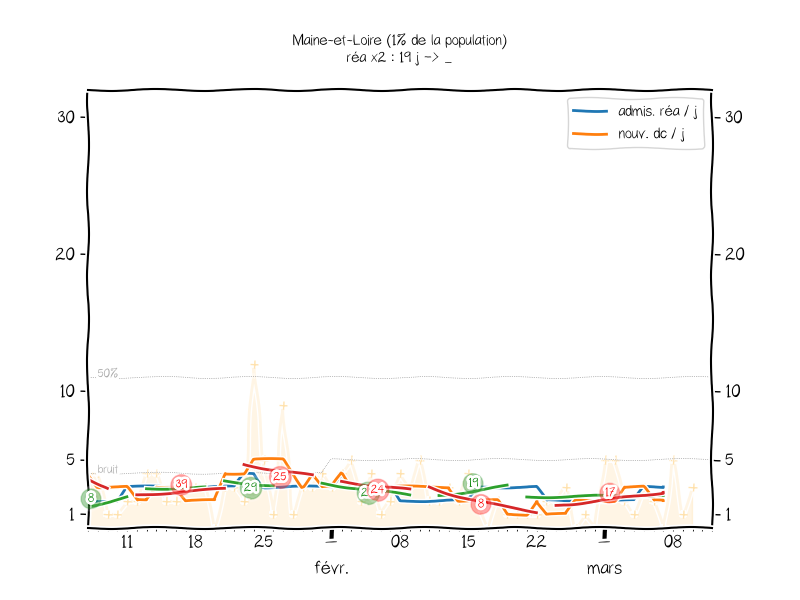 Maine-et-Loire (1% de la population)
réa x2 : 19 j -> _
admis. réa / j
nouv. dc / j
30 30
20 20
50%
10 10
bruit
5 5
1 1
8 39 29 25 24 19 8 17
11 18 25 08 15 22 08
févr. mars